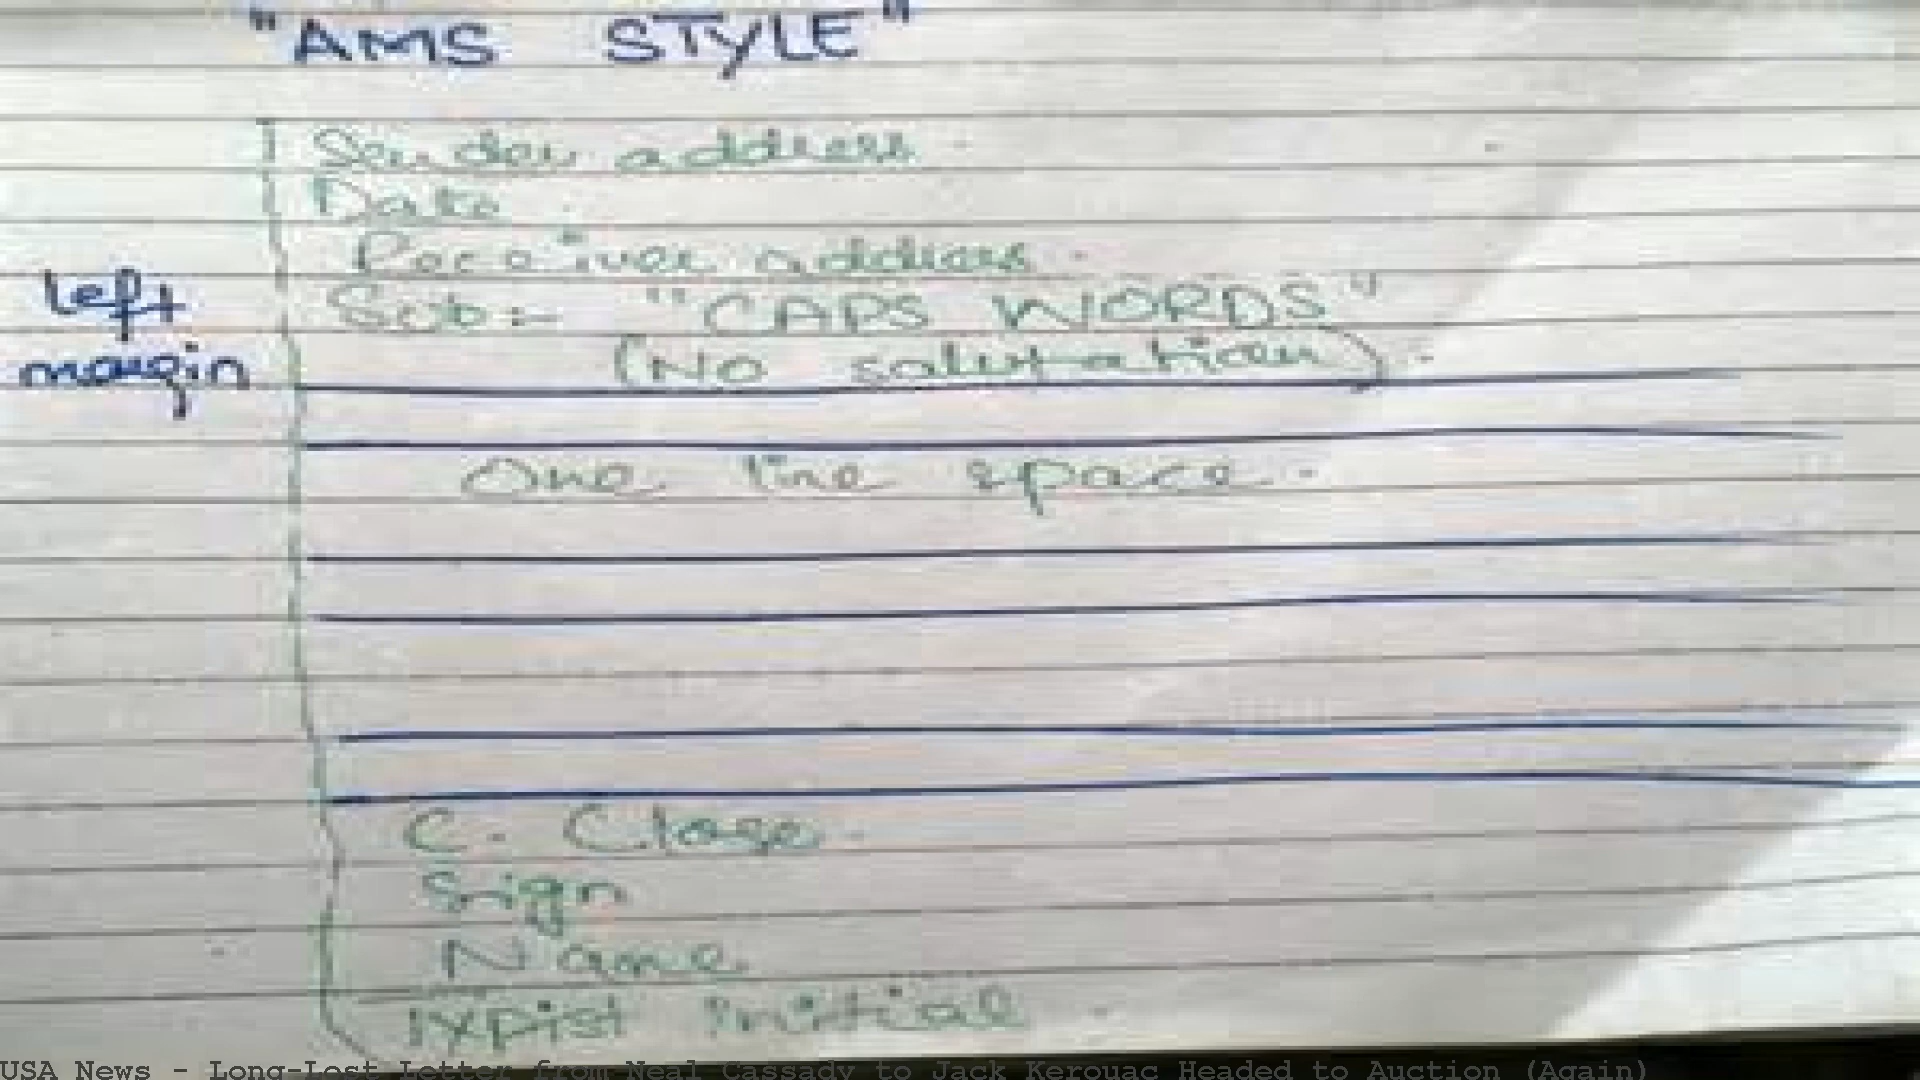 "AMS STYLE"
Sender address.
Date.
Receiver address.
Sub:- "CAPS WORDS"
(No salutation).
left
margin
One line space.
C. Close.
Sign
Name
Typist initial.
USA News - Long-Lost Letter from Neal Cassady to Jack Kerouac Headed to Auction (Again)